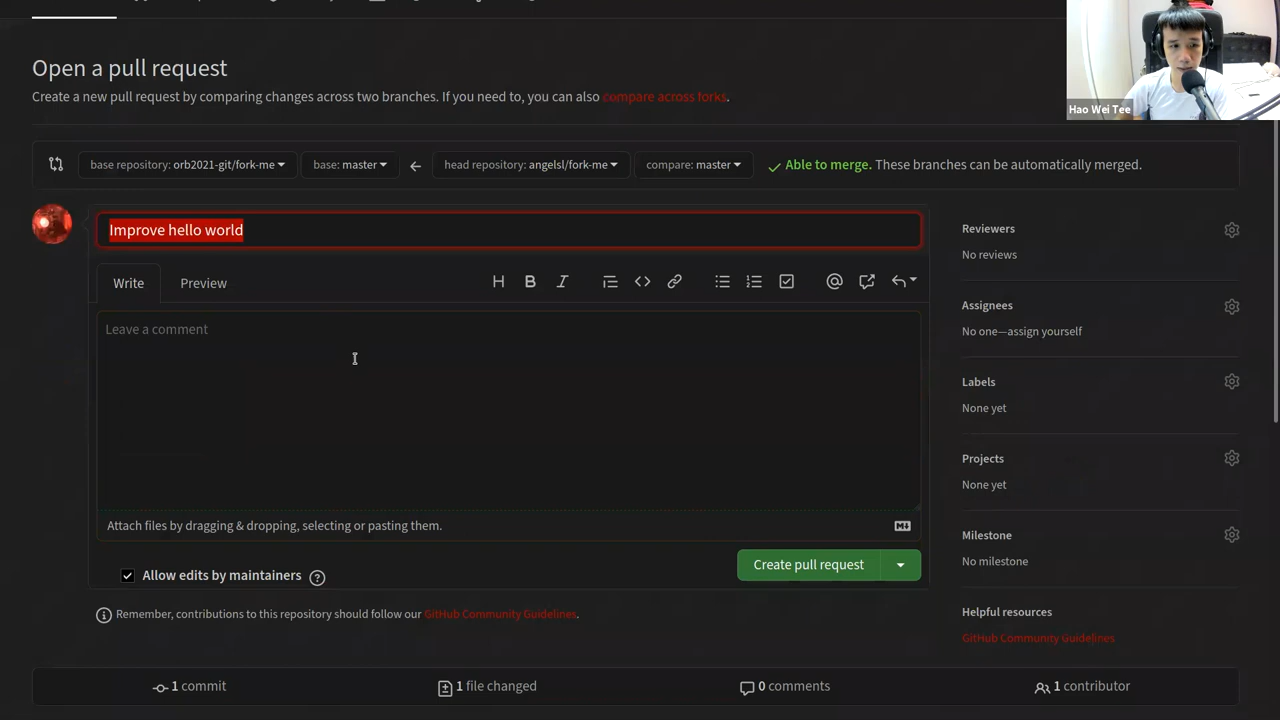 Open a pull request
Create a new pull request by comparing changes across two branches. If you need to, you can also compare across forks.
Hao Wei Tee
base repository: orb2021-git/fork-me
base: master
head repository: angelsl/fork-me
compare: master
Able to merge. These branches can be automatically merged.
Improve hello world
Write
Preview
Leave a comment
Attach files by dragging & dropping, selecting or pasting them.
Allow edits by maintainers
Create pull request
Remember, contributions to this repository should follow our GitHub Community Guidelines.
Reviewers
No reviews
Assignees
No one—assign yourself
Labels
None yet
Projects
None yet
Milestone
No milestone
Helpful resources
GitHub Community Guidelines
1 commit
1 file changed
0 comments
1 contributor